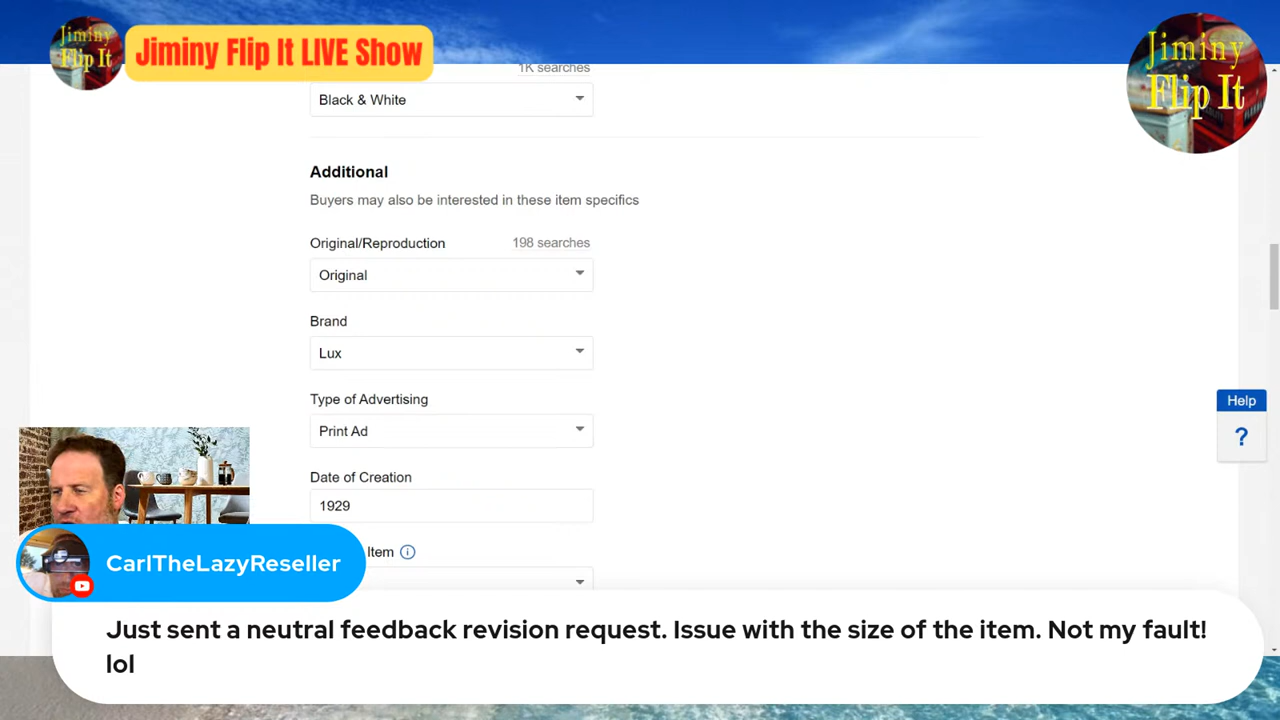 Jiminy
Flip It
Jiminy Flip It LIVE Show
Jiminy
Flip It
1K searches
Black & White
Additional
Buyers may also be interested in these item specifics
Original/Reproduction 198 searches
Original
Brand
Lux
Type of Advertising
Print Ad
Date of Creation
1929
Item
Help
?
CarlTheLazyReseller
Just sent a neutral feedback revision request. Issue with the size of the item. Not my fault!
lol